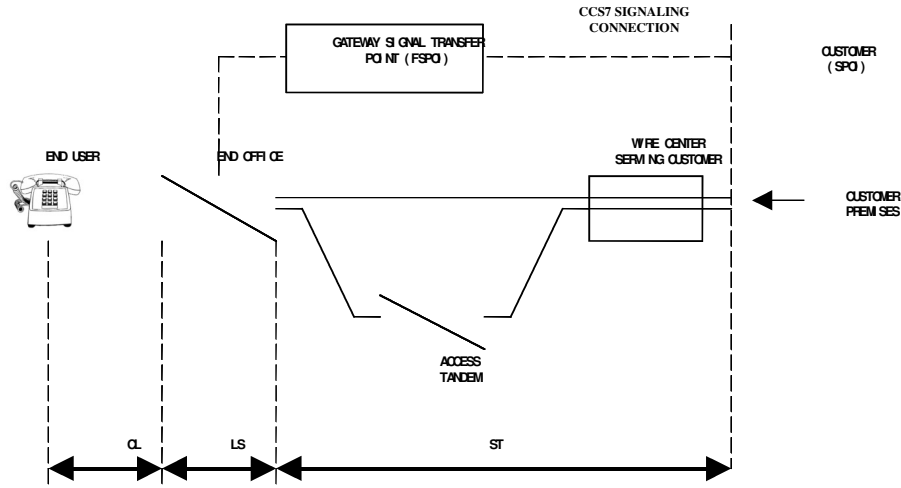 CCS7 SIGNALING
CONNECTION
GATEWAY SIGNAL TRANSFER
POINT (FSPOI)
CUSTOMER
(SPOI)
END USER
END OFFICE
WIRE CENTER
SERVING CUSTOMER
CUSTOMER
PREMISES
ACCESS
TANDEM
CL
LS
ST